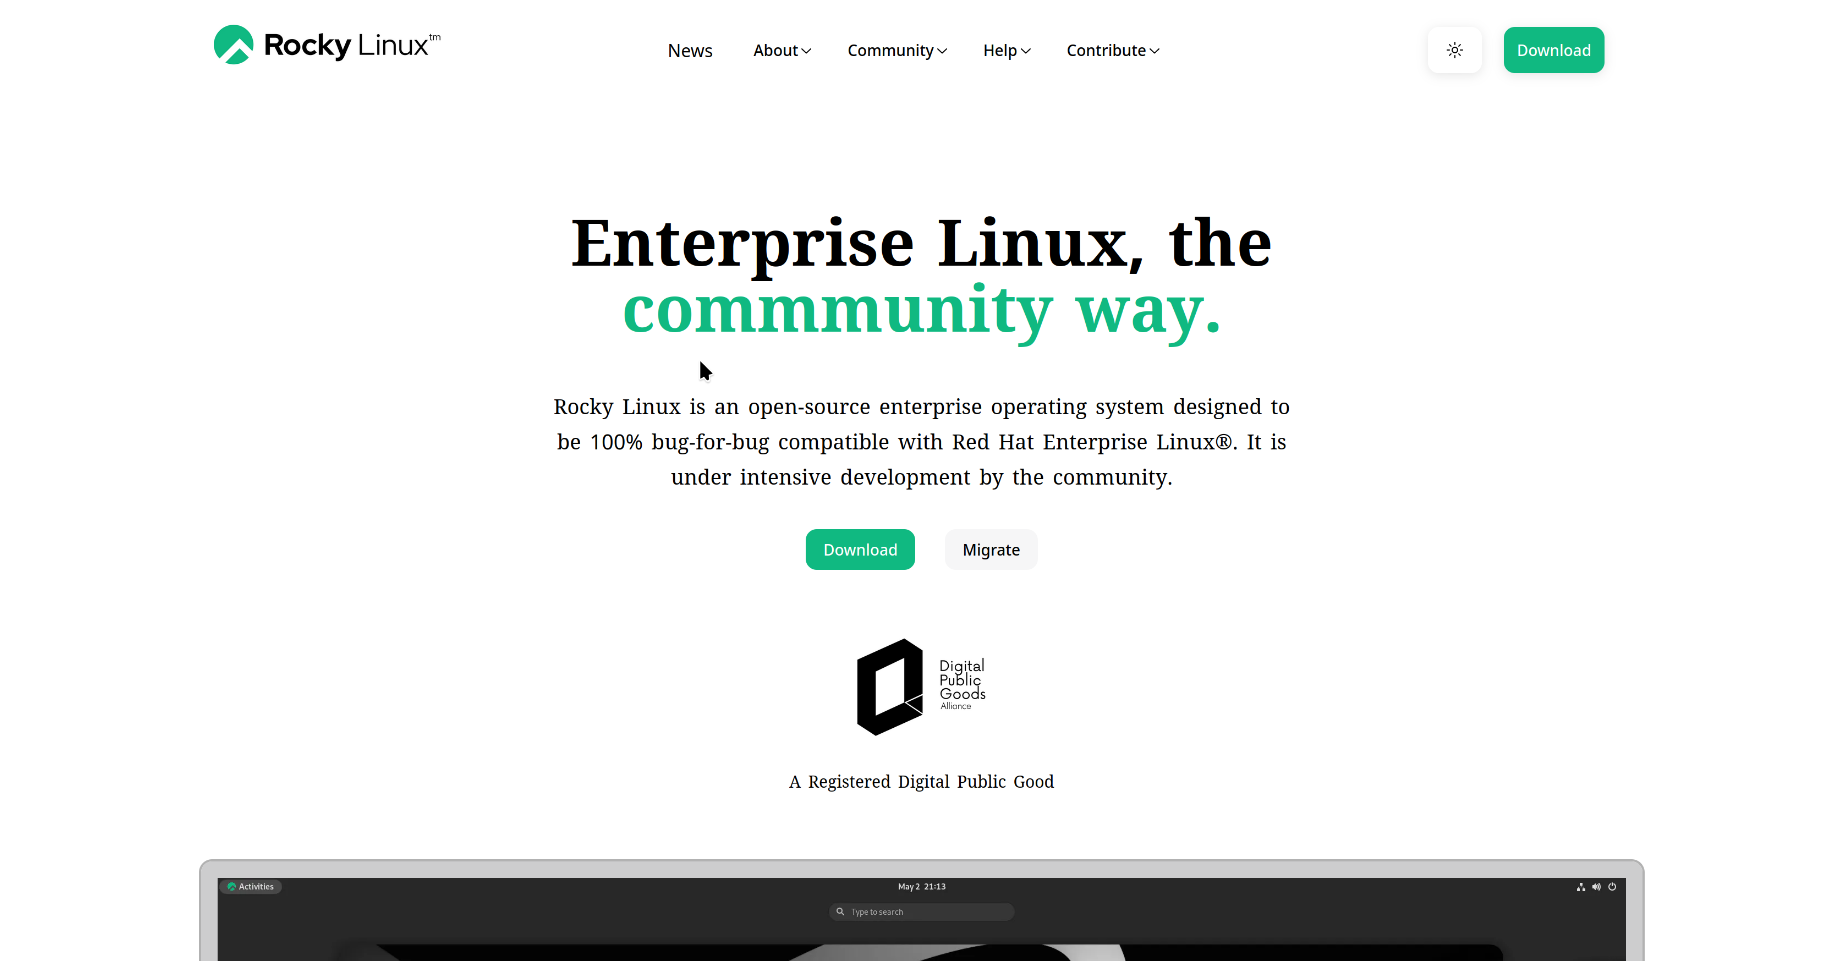 Rocky Linux™
News
About
Community
Help
Contribute
Download
Enterprise Linux, the
commmunity way.
Rocky Linux is an open-source enterprise operating system designed to
be 100% bug-for-bug compatible with Red Hat Enterprise Linux®. It is
under intensive development by the community.
Download
Migrate
Digital
Public
Goods
Alliance
A Registered Digital Public Good
Activities
May 2 21:13
Type to search